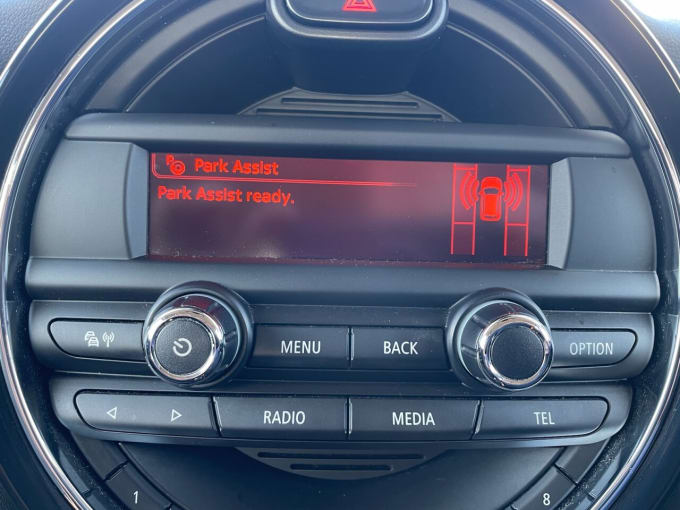 P Park Assist
Park Assist ready.
MENU BACK OPTION
RADIO MEDIA TEL
1 8